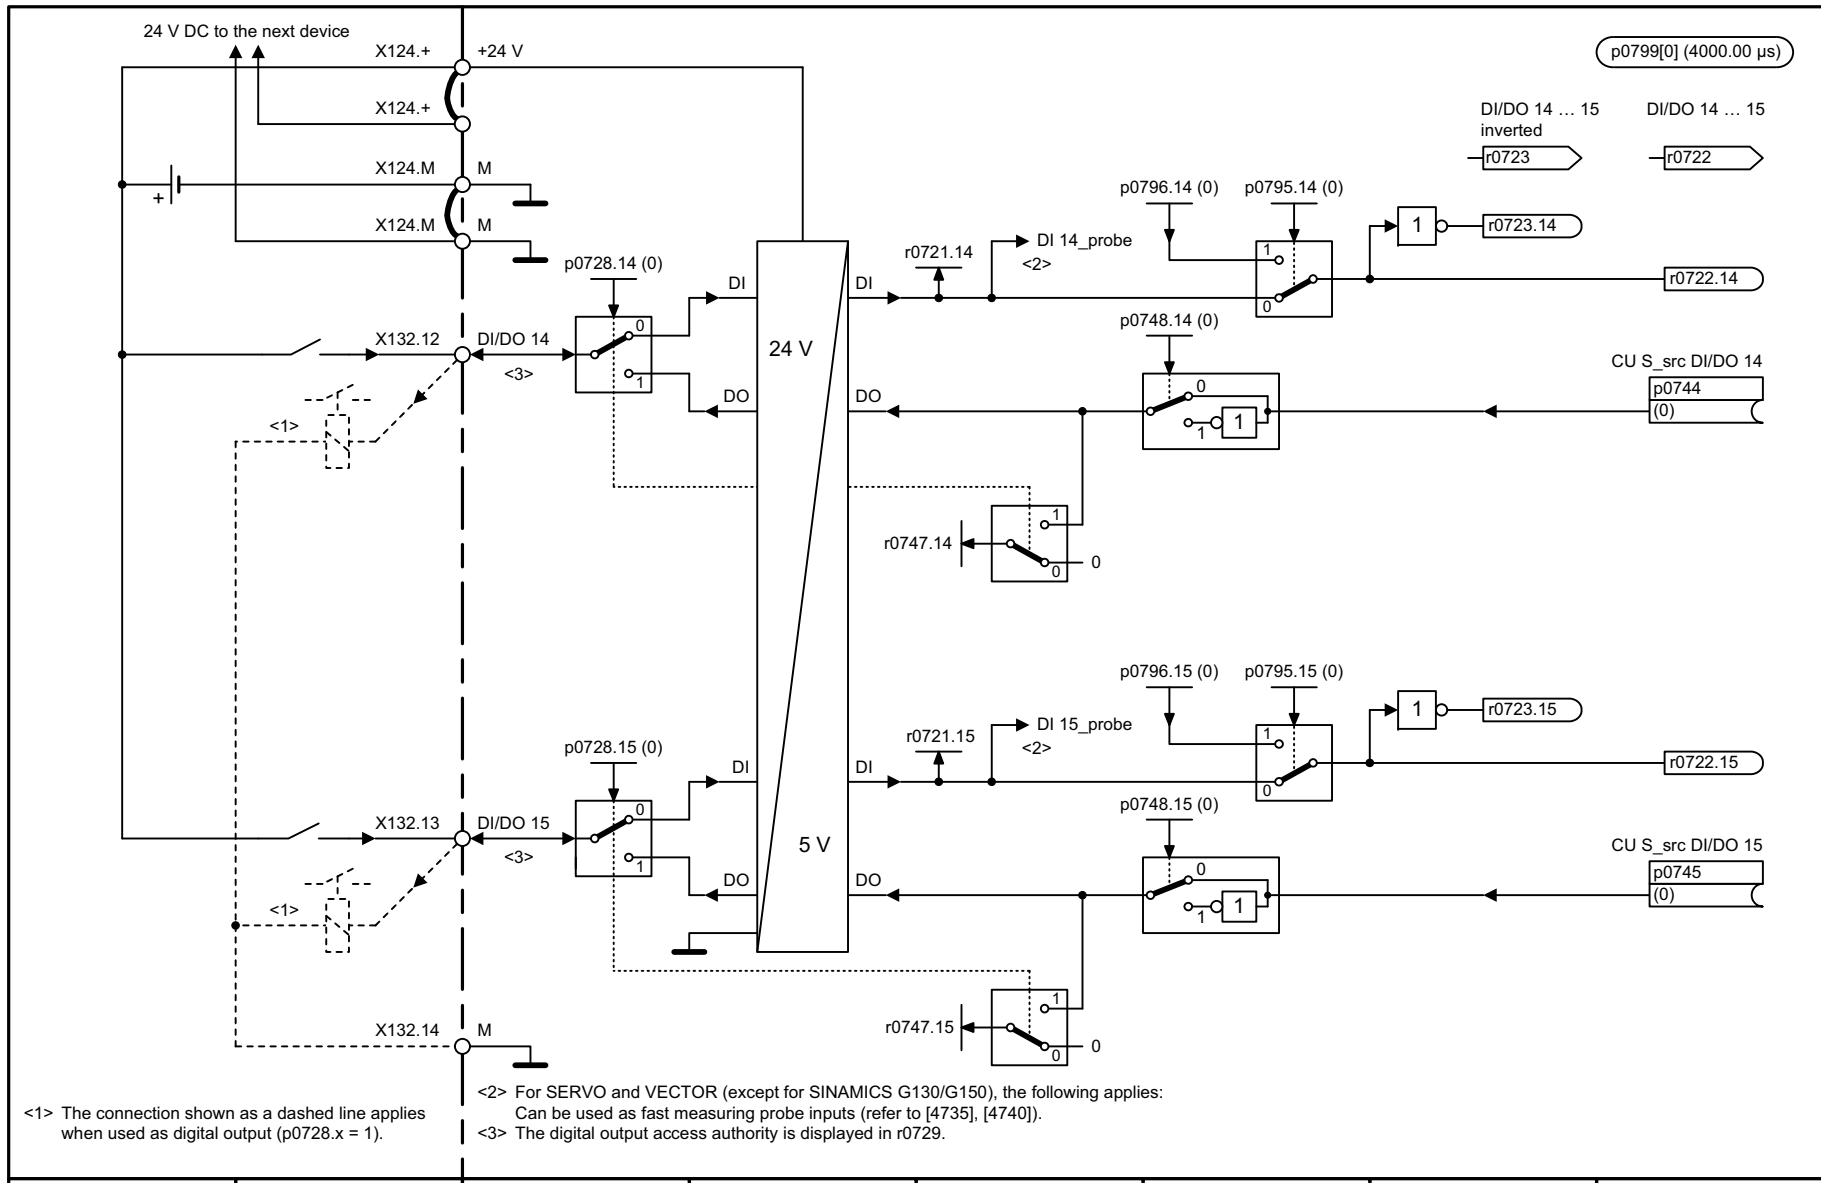 24 V DC to the next device
X124.+
+24 V
p0799[0] (4000.00 µs)
X124.+
DI/DO 14 … 15
inverted
DI/DO 14 … 15
r0723
r0722
X124.M
M
+
X124.M
M
p0796.14 (0)
p0795.14 (0)
1
r0723.14
DI 14_probe
<2>
r0721.14
p0728.14 (0)
1
0
r0722.14
DI
DI
p0748.14 (0)
X132.12
DI/DO 14
<3>
0
1
24 V
CU S_src DI/DO 14
p0744
(0)
0
1
1
DO
DO
<1>
1
0
0
r0747.14
p0796.15 (0)
p0795.15 (0)
1
r0723.15
DI 15_probe
<2>
r0721.15
p0728.15 (0)
1
0
r0722.15
DI
DI
p0748.15 (0)
X132.13
DI/DO 15
<3>
0
1
5 V
CU S_src DI/DO 15
p0745
(0)
0
1
1
DO
DO
<1>
1
0
0
r0747.15
X132.14
M
<1> The connection shown as a dashed line applies
when used as digital output (p0728.x = 1).
<2> For SERVO and VECTOR (except for SINAMICS G130/G150), the following applies:
Can be used as fast measuring probe inputs (refer to [4735], [4740]).
<3> The digital output access authority is displayed in r0729.